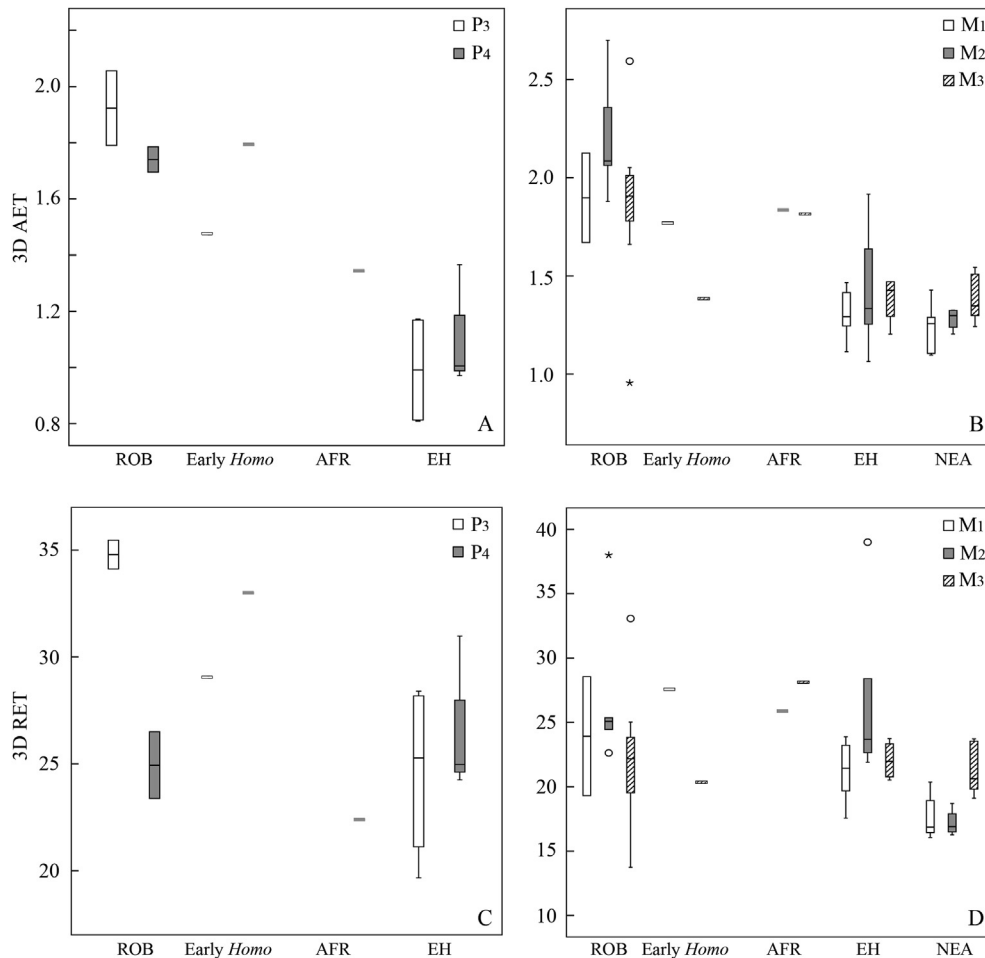 P3
P4
3D AET
2.0
1.6
1.2
0.8
A
ROB Early Homo AFR EH
M1
M2
M3
2.5
2.0
1.5
1.0
B
ROB Early Homo AFR EH NEA
P3
P4
3D RET
35
30
25
20
C
ROB Early Homo AFR EH
M1
M2
M3
40
35
30
25
20
15
10
D
ROB Early Homo AFR EH NEA